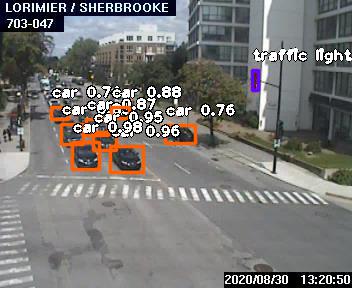 LORIMIER / SHERBROOKE
703-047
traffic light
car 0.7
car 0.88
car
0.87
car 0.76
car 0.95
car 0.98
0.96
2020/08/30 13:20:50